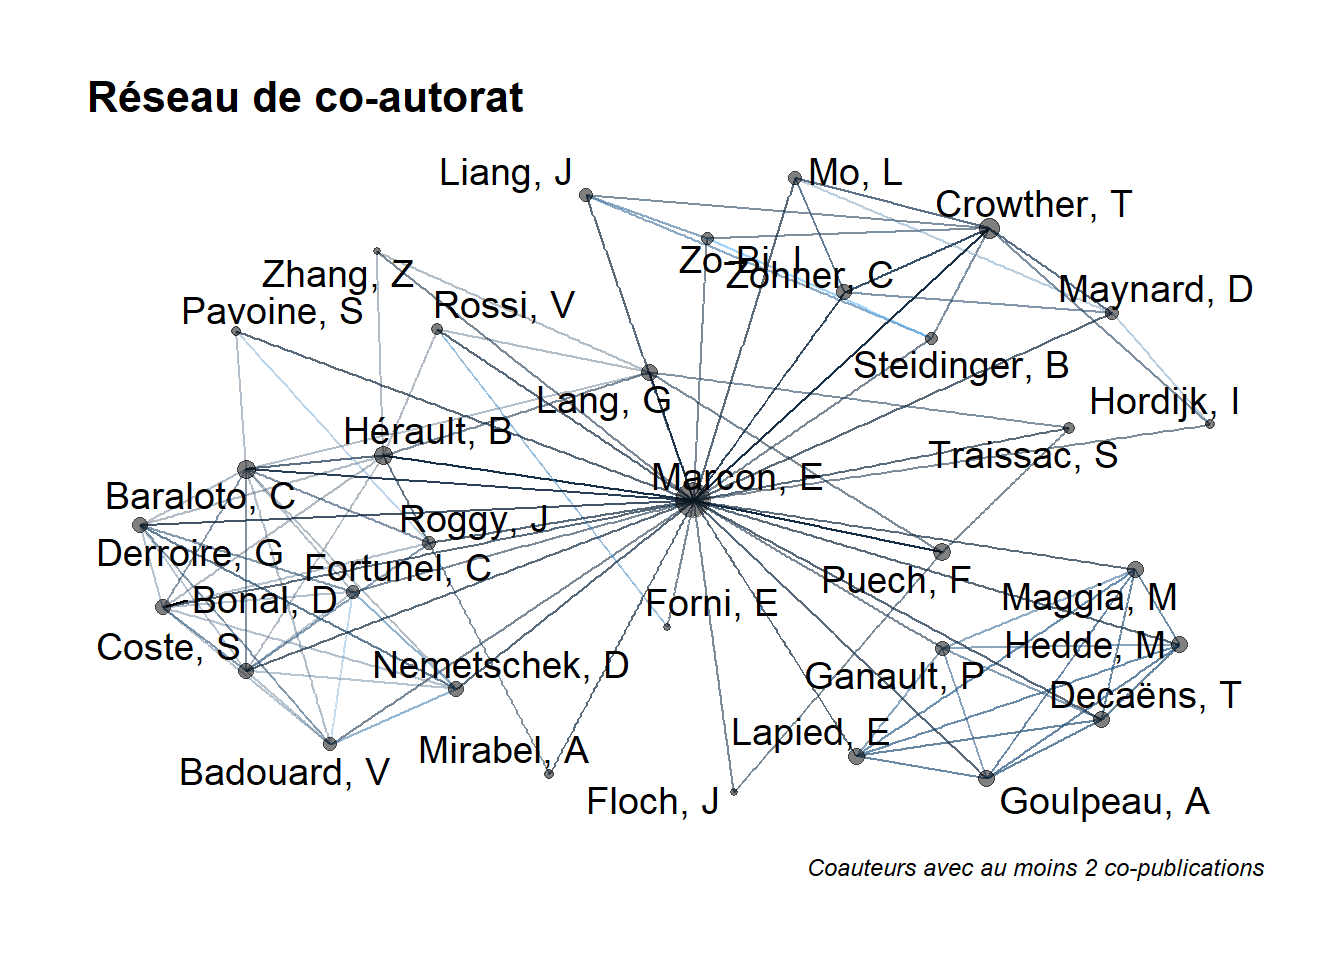 Réseau de co-autorat
Liang, J
Mo, L
Crowther, T
Zo-Bi, I
Zohner, C
Zhang, Z
Maynard, D
Pavoine, S
Rossi, V
Steidinger, B
Lang, G
Hordijk, I
Hérault, B
Traissac, S
Marcon, E
Baraloto, C
Roggy, J
Derroire, G
Fortunel, C
Puech, F
Bonal, D
Forni, E
Maggia, M
Coste, S
Hedde, M
Nemetschek, D
Ganault, P
Decaëns, T
Lapied, E
Mirabel, A
Badouard, V
Floch, J
Goulpeau, A
Coauteurs avec au moins 2 co-publications